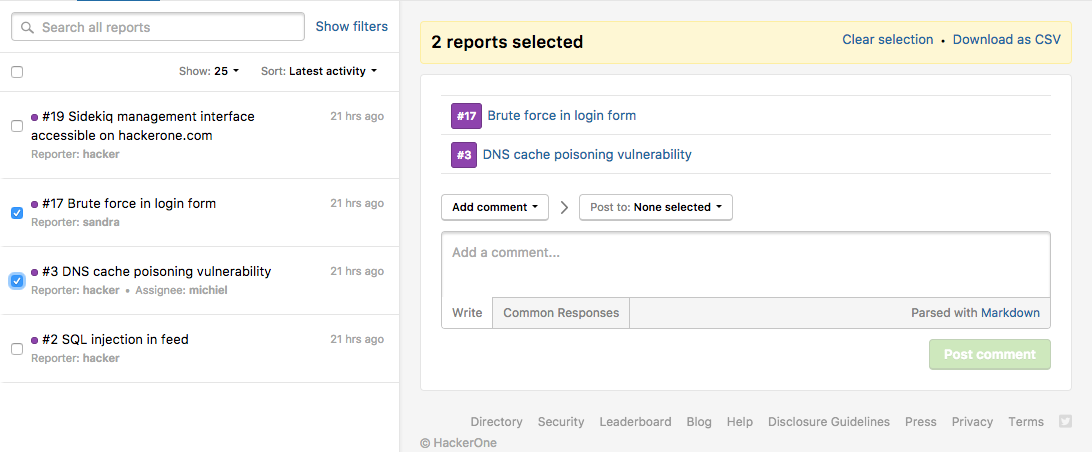 Search all reports
Show filters
Show: 25
Sort: Latest activity
#19 Sidekiq management interface
accessible on hackerone.com
21 hrs ago
Reporter: hacker
#17 Brute force in login form
21 hrs ago
Reporter: sandra
#3 DNS cache poisoning vulnerability
21 hrs ago
Reporter: hacker • Assignee: michiel
#2 SQL injection in feed
21 hrs ago
Reporter: hacker
2 reports selected
Clear selection • Download as CSV
#17 Brute force in login form
#3 DNS cache poisoning vulnerability
Add comment
Post to: None selected
Add a comment...
Write
Common Responses
Parsed with Markdown
Post comment
Directory Security Leaderboard Blog Help Disclosure Guidelines Press Privacy Terms
© HackerOne